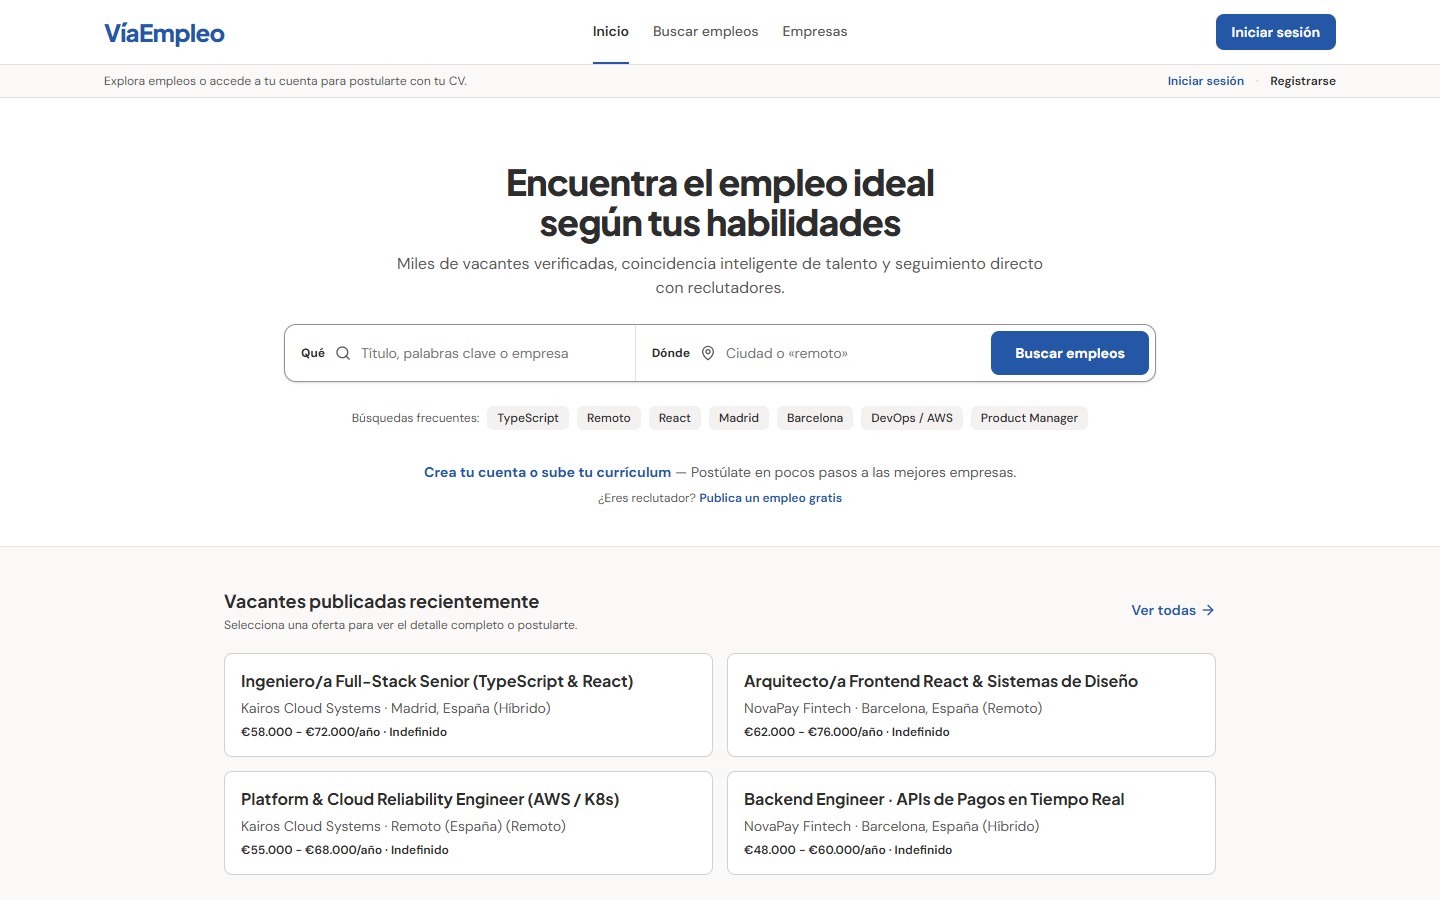 VíaEmpleo
Inicio
Buscar empleos
Empresas
Iniciar sesión
Explora empleos o accede a tu cuenta para postularte con tu CV.
Iniciar sesión · Registrarse
Encuentra el empleo ideal
según tus habilidades
Miles de vacantes verificadas, coincidencia inteligente de talento y seguimiento directo
con reclutadores.
Qué
Título, palabras clave o empresa
Dónde
Ciudad o «remoto»
Buscar empleos
Búsquedas frecuentes:
TypeScript
Remoto
React
Madrid
Barcelona
DevOps / AWS
Product Manager
Crea tu cuenta o sube tu currículum — Postúlate en pocos pasos a las mejores empresas.
¿Eres reclutador? Publica un empleo gratis
Vacantes publicadas recientemente
Selecciona una oferta para ver el detalle completo o postularte.
Ver todas →
Ingeniero/a Full-Stack Senior (TypeScript & React)
Kairos Cloud Systems · Madrid, España (Híbrido)
€58.000 – €72.000/año · Indefinido
Arquitecto/a Frontend React & Sistemas de Diseño
NovaPay Fintech · Barcelona, España (Remoto)
€62.000 – €76.000/año · Indefinido
Platform & Cloud Reliability Engineer (AWS / K8s)
Kairos Cloud Systems · Remoto (España) (Remoto)
€55.000 – €68.000/año · Indefinido
Backend Engineer · APIs de Pagos en Tiempo Real
NovaPay Fintech · Barcelona, España (Híbrido)
€48.000 – €60.000/año · Indefinido